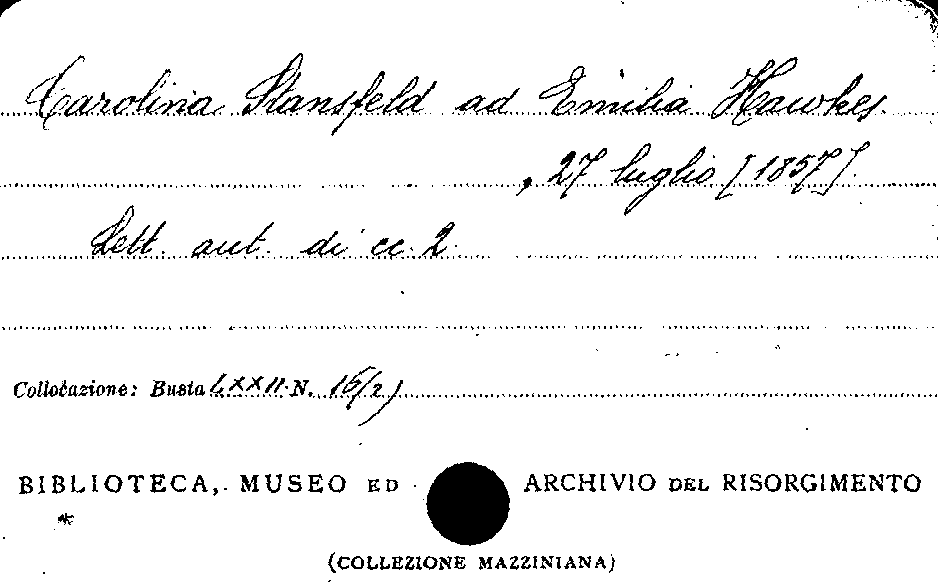 Carolina Stansfeld ad Emilia Hawkes.
, 27 luglio [1857].
Lett. aut. di cc. 2.
Collocazione: Busta LXXII. N. 16/2)
BIBLIOTECA, MUSEO ED ARCHIVIO DEL RISORGIMENTO
(COLLEZIONE MAZZINIANA)